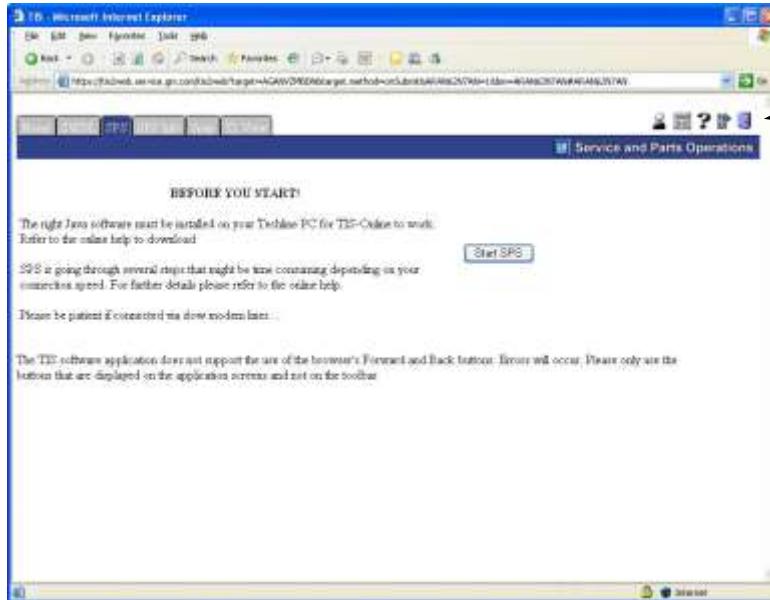 TIS - Microsoft Internet Explorer
File Edit View Favorites Tools Help
Back Search Favorites
SPS
Service and Parts Operations
BEFORE YOU START!
The right Java software must be installed on your Techline PC for TIS-Online to work.
Refer to the online help to download
Start SPS
SPS is going through several steps that might be time consuming depending on your
connection speed. For further details please refer to the online help.
Please be patient if connected via slow modem lines...
The TIS software application does not support the use of the browser's Forward and Back buttons. Errors will occur. Please only use the
buttons that are displayed on the application screens and not on the toolbar
Internet